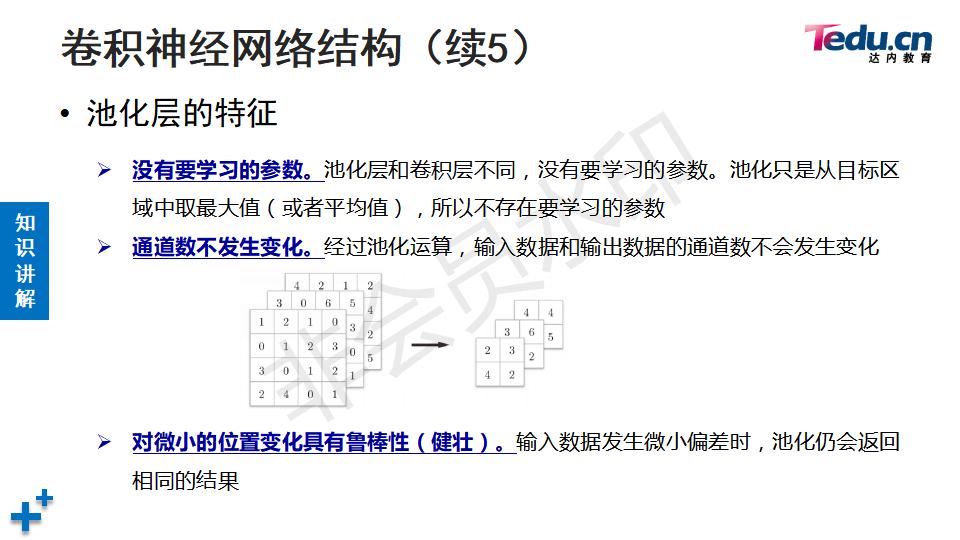 卷积神经网络结构（续5）
Tedu.cn
达内教育
• 池化层的特征
➢ 没有要学习的参数。池化层和卷积层不同，没有要学习的参数。池化只是从目标区
域中取最大值（或者平均值），所以不存在要学习的参数
➢ 通道数不发生变化。经过池化运算，输入数据和输出数据的通道数不会发生变化
知
识
讲
解
4 2 1 2
3 0 6 5
4
1 2 1 0
3
2
0 1 2 3
0
5
3 0 1 2
1
2 4 0 1
4 4
3 6
5
2 3
2
4 2
➢ 对微小的位置变化具有鲁棒性（健壮）。输入数据发生微小偏差时，池化仍会返回
相同的结果
非会员水印